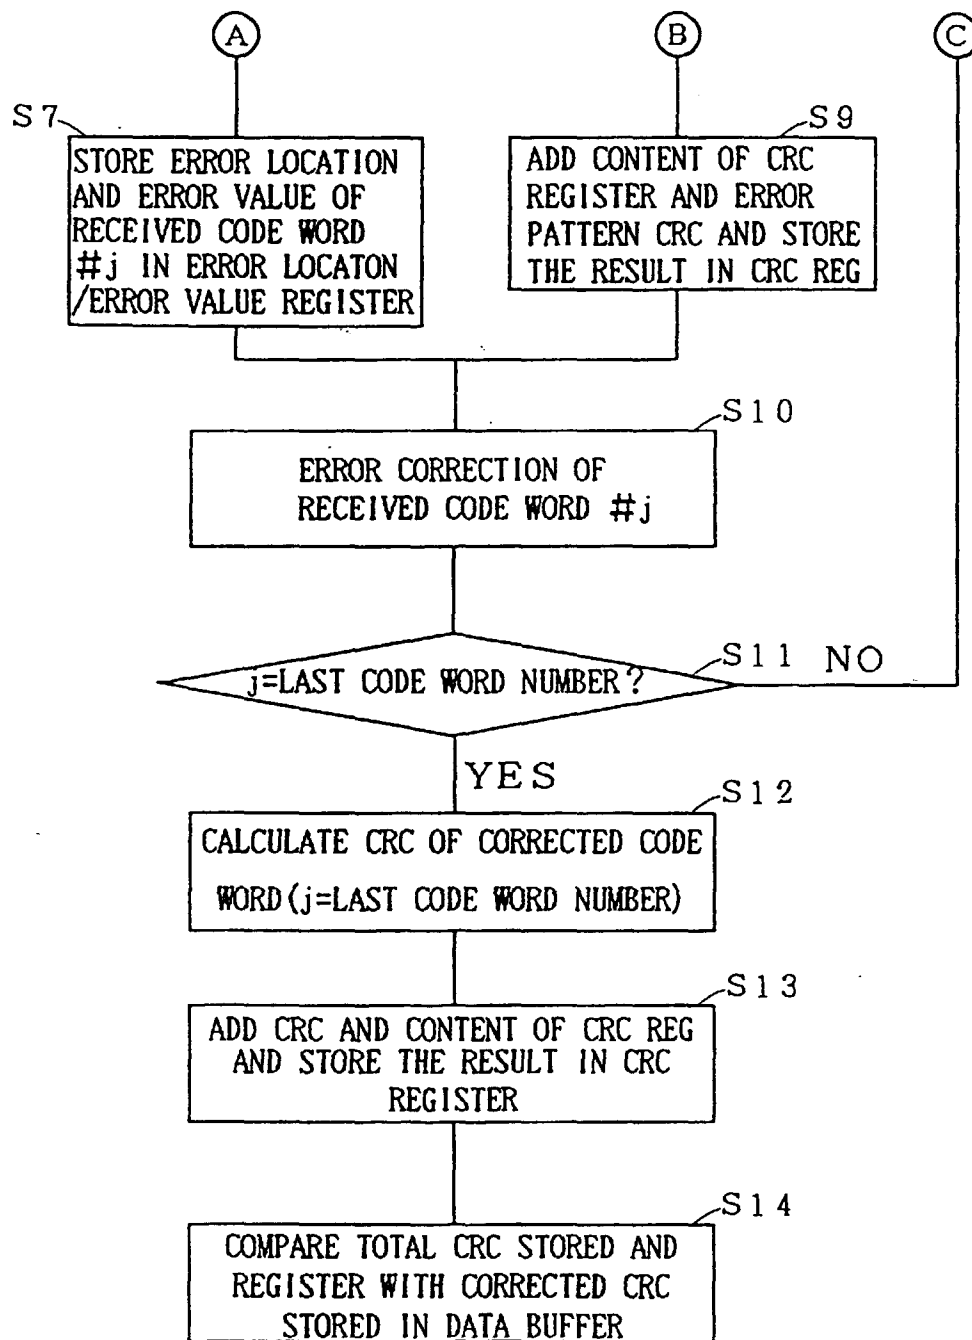 A
B
C
S7
STORE ERROR LOCATION
AND ERROR VALUE OF
RECEIVED CODE WORD
#j IN ERROR LOCATON
/ERROR VALUE REGISTER
S9
ADD CONTENT OF CRC
REGISTER AND ERROR
PATTERN CRC AND STORE
THE RESULT IN CRC REG
S10
ERROR CORRECTION OF
RECEIVED CODE WORD #j
S11
NO
j=LAST CODE WORD NUMBER?
YES
S12
CALCULATE CRC OF CORRECTED CODE
WORD(j=LAST CODE WORD NUMBER)
S13
ADD CRC AND CONTENT OF CRC REG
AND STORE THE RESULT IN CRC
REGISTER
S14
COMPARE TOTAL CRC STORED AND
REGISTER WITH CORRECTED CRC
STORED IN DATA BUFFER